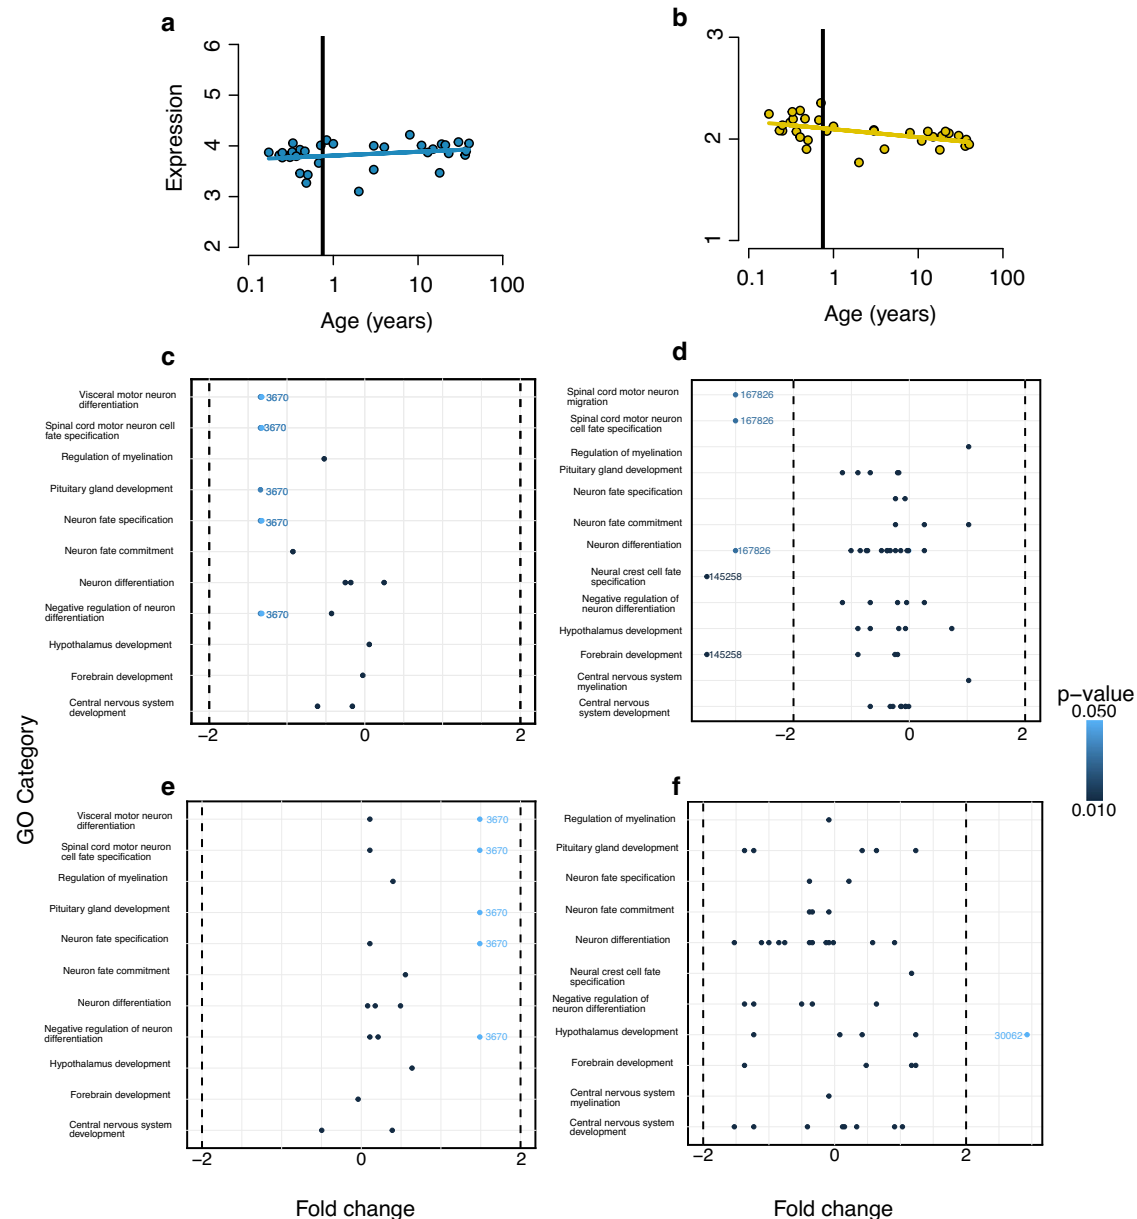 a
Expression
6
5
4
3
2
0.1 1 10 100
Age (years)
b
3
2
1
0.1 1 10 100
Age (years)
c
Visceral motor neuron
differentiation
3670
Spinal cord motor neuron cell
fate specification
3670
Regulation of myelination
Pituitary gland development
3670
Neuron fate specification
3670
Neuron fate commitment
Neuron differentiation
Negative regulation of neuron
differentiation
3670
Hypothalamus development
Forebrain development
Central nervous system
development
−2 0 2
d
Spinal cord motor neuron
migration
167826
Spinal cord motor neuron
cell fate specification
167826
Regulation of myelination
Pituitary gland development
Neuron fate specification
Neuron fate commitment
Neuron differentiation
167826
Neural crest cell fate
specification
145258
Negative regulation of
neuron differentiation
Hypothalamus development
Forebrain development
145258
Central nervous system
myelination
Central nervous
system development
−2 0 2
p−value
0.050
0.010
GO Category
e
Visceral motor neuron
differentiation
3670
Spinal cord motor neuron
cell fate specification
3670
Regulation of myelination
Pituitary gland development
3670
Neuron fate specification
3670
Neuron fate commitment
Neuron differentiation
Negative regulation of neuron
differentiation
3670
Hypothalamus development
Forebrain development
Central nervous system
development
−2 0 2
Fold change
f
Regulation of myelination
Pituitary gland development
Neuron fate specification
Neuron fate commitment
Neuron differentiation
Neural crest cell fate
specification
Negative regulation of
neuron differentiation
Hypothalamus development
30062
Forebrain development
Central nervous system
myelination
Central nervous system
development
−2 0 2
Fold change